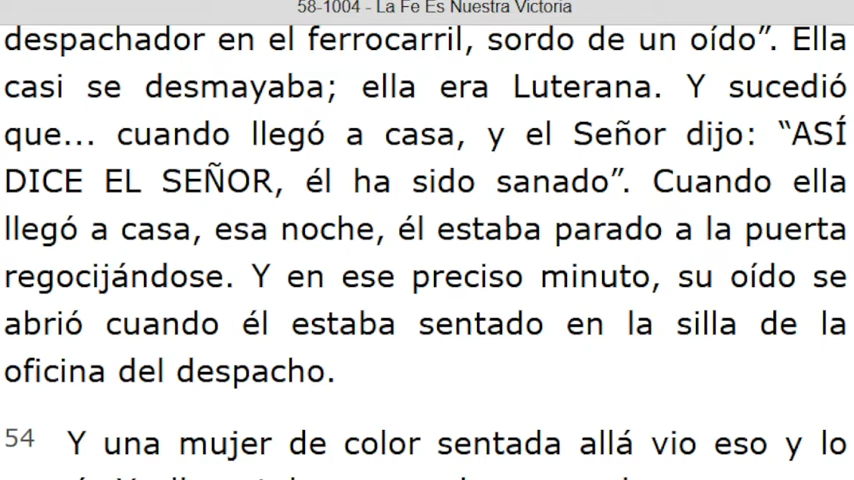 58-1004 - La Fe Es Nuestra Victoria
despachador en el ferrocarril, sordo de un oído”. Ella
casi se desmayaba; ella era Luterana. Y sucedió
que... cuando llegó a casa, y el Señor dijo: “ASÍ
DICE EL SEÑOR, él ha sido sanado”. Cuando ella
llegó a casa, esa noche, él estaba parado a la puerta
regocijándose. Y en ese preciso minuto, su oído se
abrió cuando él estaba sentado en la silla de la
oficina del despacho.
54 Y una mujer de color sentada allá vio eso y lo